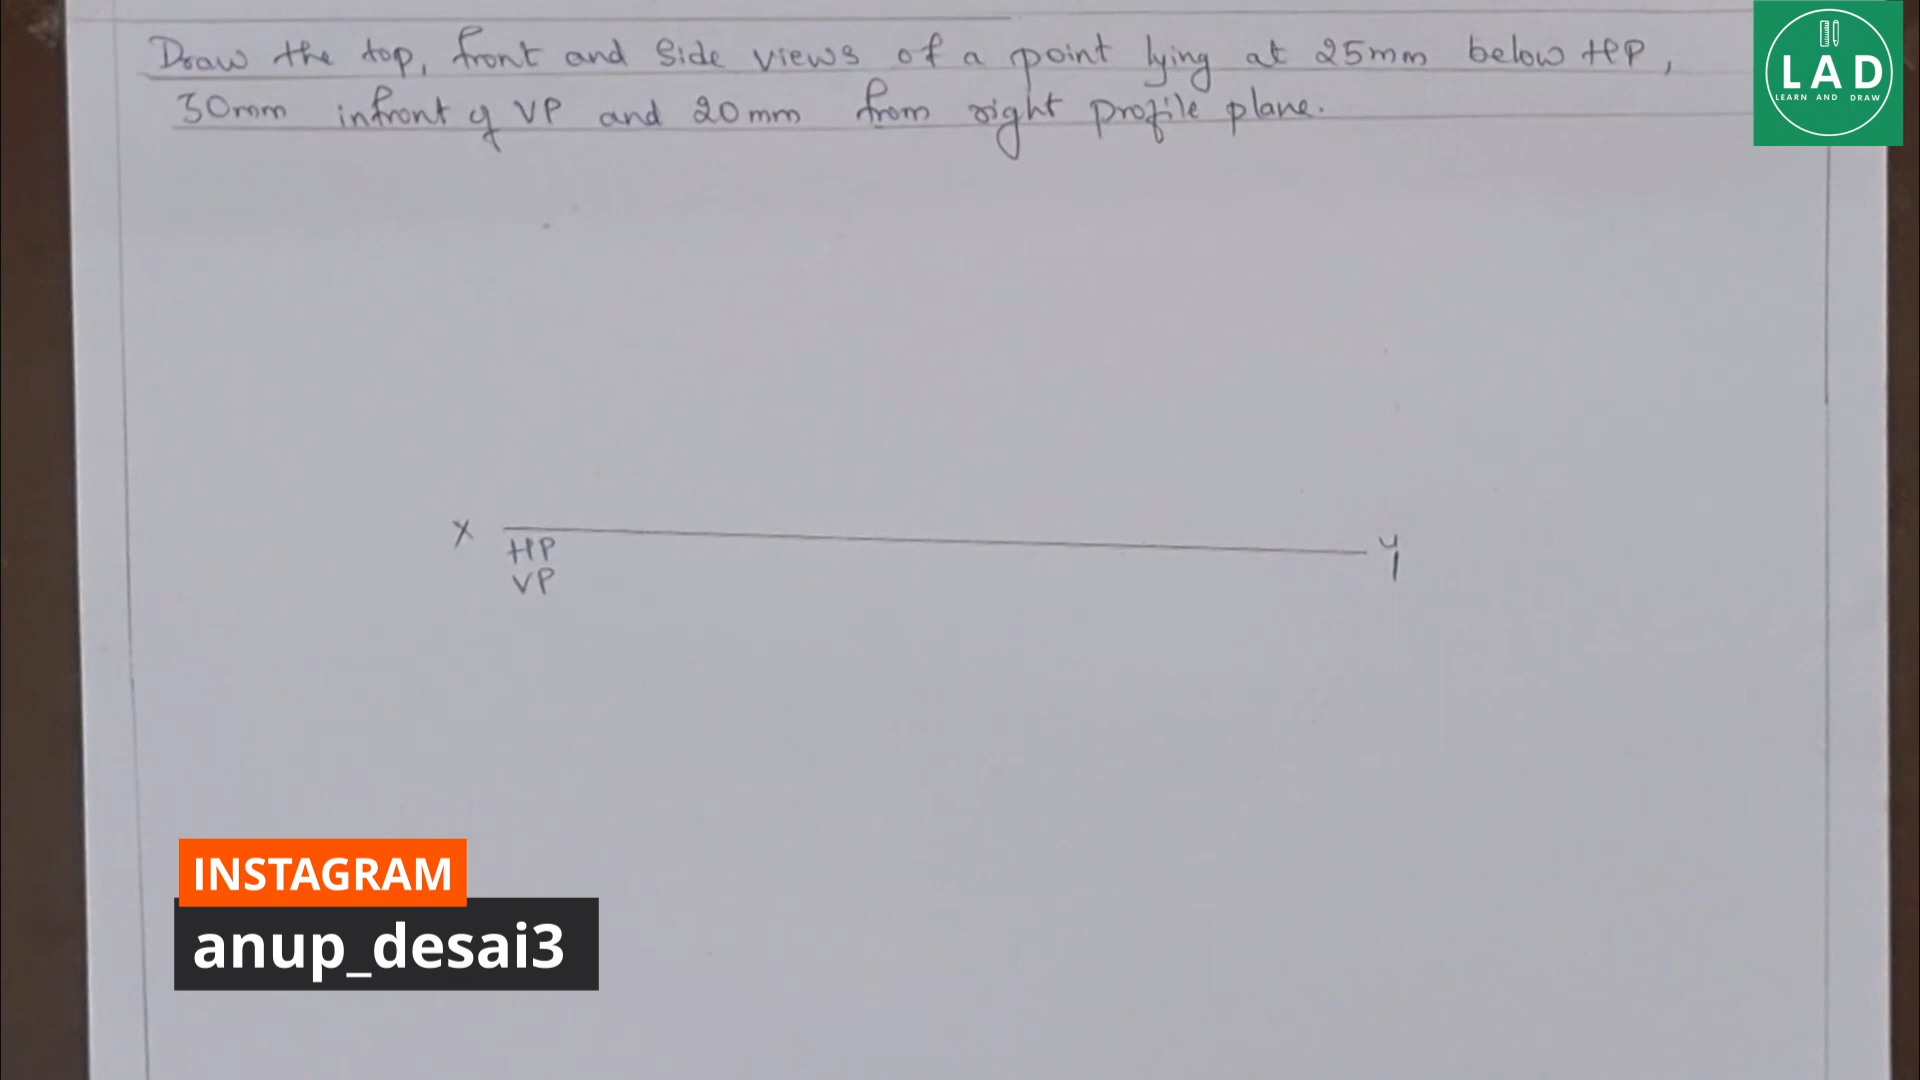 Draw the top, front and side views of a point lying at 25mm below HP,
30mm infront of VP and 20mm from right profile plane.
LAD
LEARN AND DRAW
X
HP
VP
Y
INSTAGRAM
anup_desai3